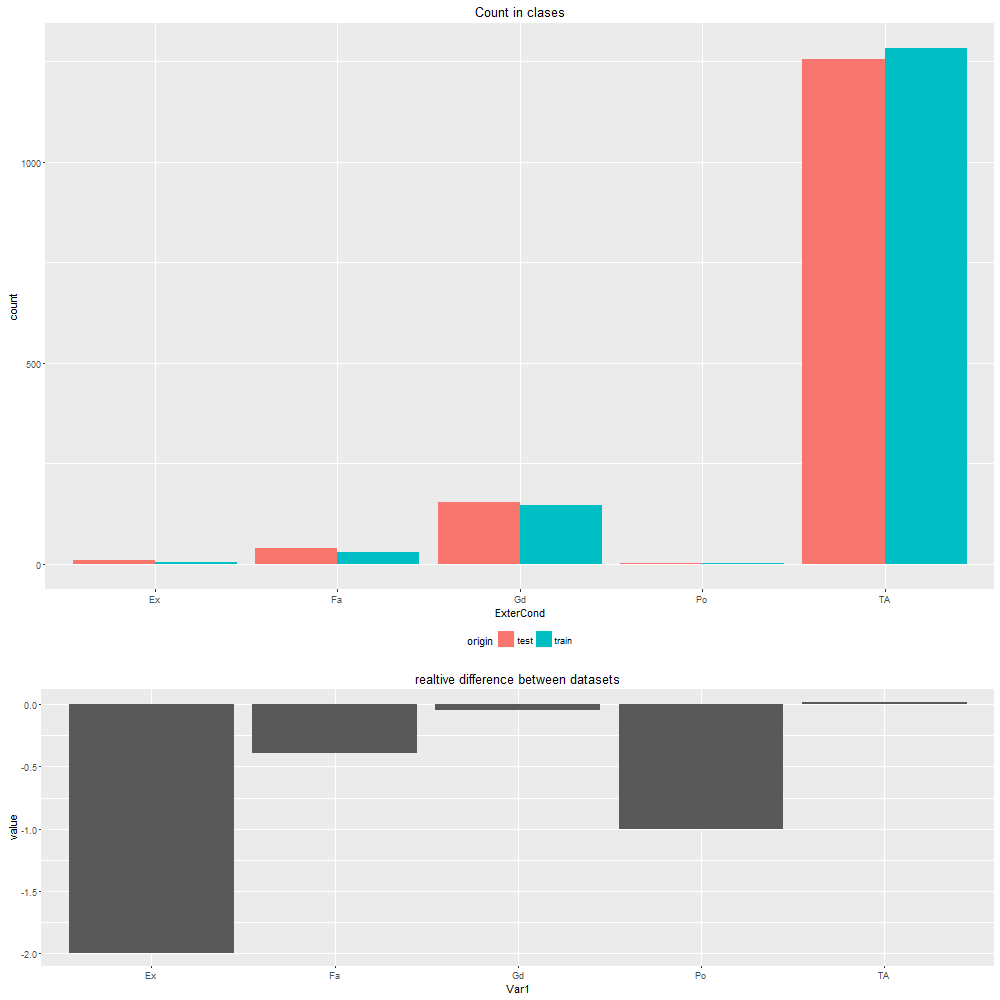 Count in clases
count
1000
500
0
Ex Fa Gd Po TA
ExterCond
origin test train
realtive difference between datasets
value
0.0
-0.5
-1.0
-1.5
-2.0
Ex Fa Gd Po TA
Var1